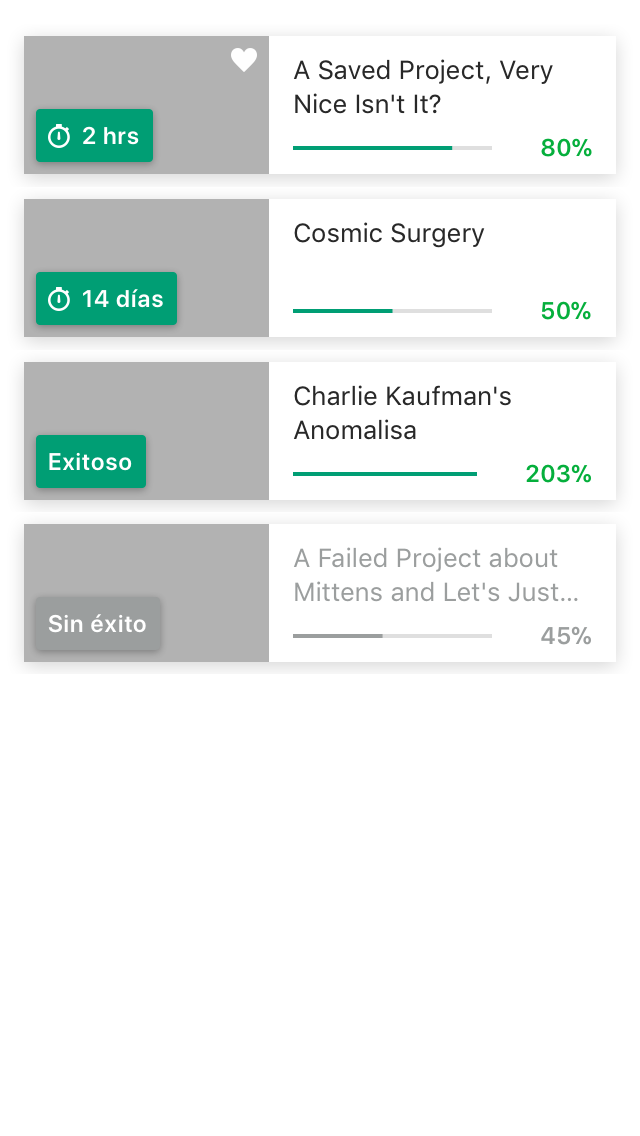 A Saved Project, Very
Nice Isn't It?
2 hrs
80%
Cosmic Surgery
14 días
50%
Charlie Kaufman's
Anomalisa
Exitoso
203%
A Failed Project about
Mittens and Let's Just...
Sin éxito
45%